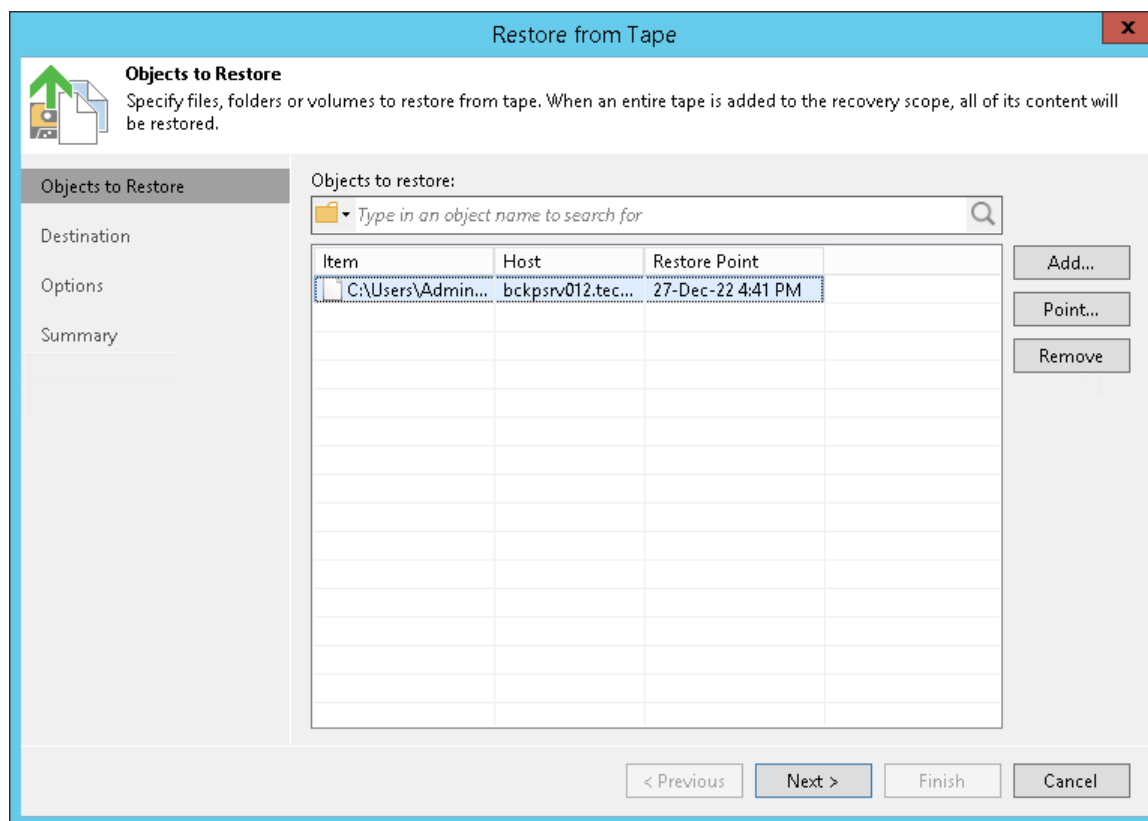 Restore from Tape
x
Objects to Restore
Specify files, folders or volumes to restore from tape. When an entire tape is added to the recovery scope, all of its content will
be restored.
Objects to Restore
Destination
Options
Summary
Objects to restore:
Type in an object name to search for
Item Host Restore Point
C:\Users\Admin... bckpsrv012.tec... 27-Dec-22 4:41 PM
Add...
Point...
Remove
< Previous Next > Finish Cancel